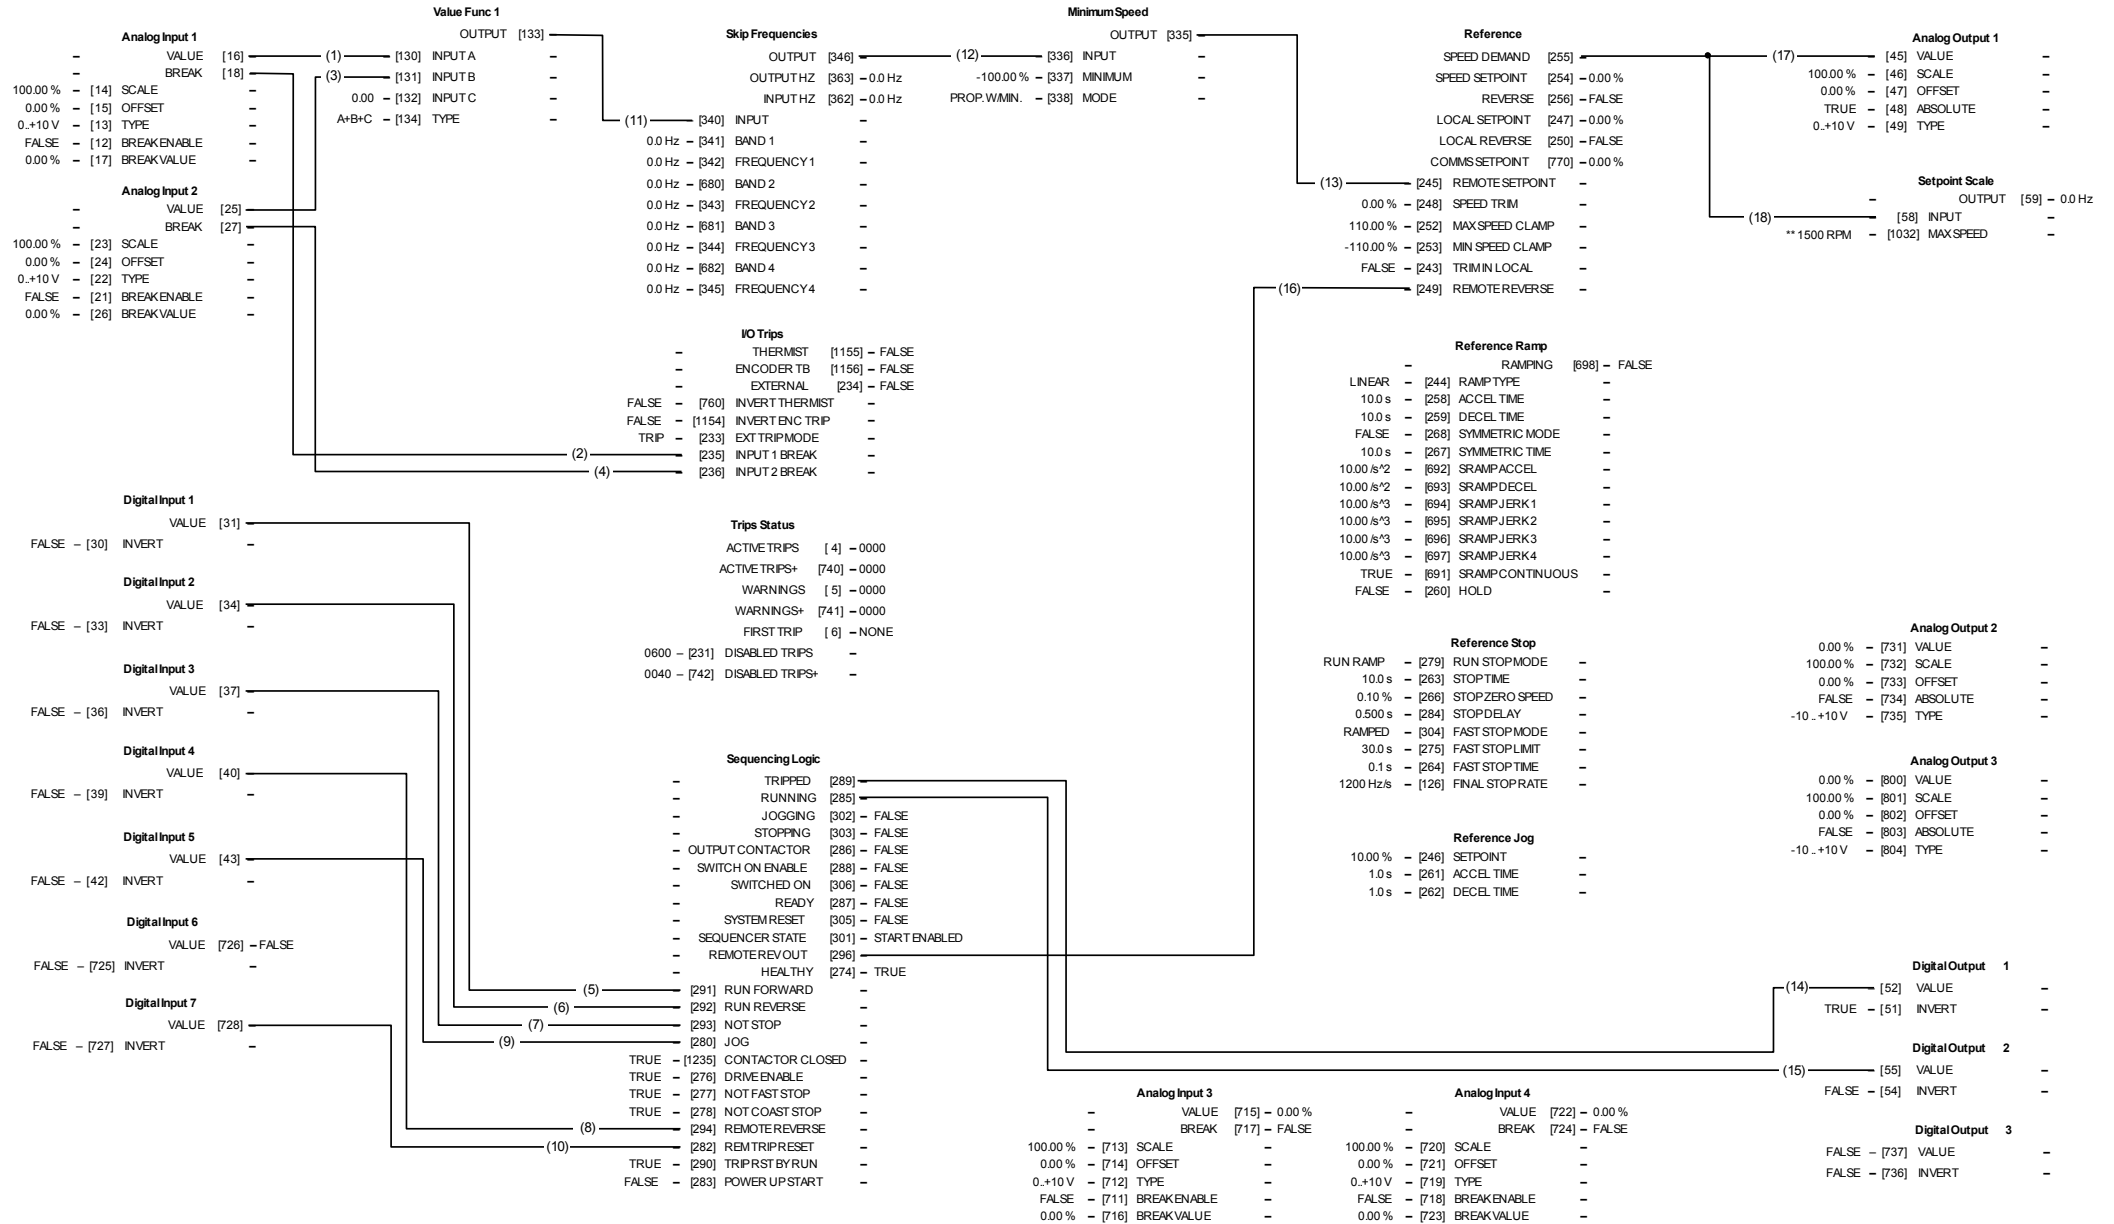 Analog Input 1
VALUE [16]
BREAK [18]
100.00 % – [14] SCALE
0.00 % – [15] OFFSET
0..+10 V – [13] TYPE
FALSE – [12] BREAK ENABLE
0.00 % – [17] BREAK VALUE
Analog Input 2
VALUE [25]
BREAK [27]
100.00 % – [23] SCALE
0.00 % – [24] OFFSET
0..+10 V – [22] TYPE
FALSE – [21] BREAK ENABLE
0.00 % – [26] BREAK VALUE
Value Func 1
OUTPUT [133]
(1) [130] INPUT A
(3) [131] INPUT B
0.00 – [132] INPUT C
A+B+C – [134] TYPE
Skip Frequencies
OUTPUT [346]
OUTPUT HZ [363] – 0.0 Hz
INPUT HZ [362] – 0.0 Hz
(11) [340] INPUT
0.0 Hz – [341] BAND 1
0.0 Hz – [342] FREQUENCY 1
0.0 Hz – [680] BAND 2
0.0 Hz – [343] FREQUENCY 2
0.0 Hz – [681] BAND 3
0.0 Hz – [344] FREQUENCY 3
0.0 Hz – [682] BAND 4
0.0 Hz – [345] FREQUENCY 4
Minimum Speed
OUTPUT [335]
(12) [336] INPUT
-100.00 % – [337] MINIMUM
PROP. W/MIN. – [338] MODE
Reference
SPEED DEMAND [255]
SPEED SETPOINT [254] – 0.00 %
REVERSE [256] – FALSE
LOCAL SETPOINT [247] – 0.00 %
LOCAL REVERSE [250] – FALSE
COMMS SETPOINT [770] – 0.00 %
(13) [245] REMOTE SETPOINT
0.00 % – [248] SPEED TRIM
110.00 % – [252] MAX SPEED CLAMP
-110.00 % – [253] MIN SPEED CLAMP
FALSE – [243] TRIM IN LOCAL
(16) [249] REMOTE REVERSE
Analog Output 1
(17) [45] VALUE
100.00 % – [46] SCALE
0.00 % – [47] OFFSET
TRUE – [48] ABSOLUTE
0..+10 V – [49] TYPE
Setpoint Scale
OUTPUT [59] – 0.0 Hz
(18) [58] INPUT
** 1500 RPM – [1032] MAX SPEED
I/O Trips
THERMIST [1155] – FALSE
ENCODER TB [1156] – FALSE
EXTERNAL [234] – FALSE
FALSE – [760] INVERT THERMIST
FALSE – [1154] INVERT ENC TRIP
TRIP – [233] EXT TRIP MODE
(2) [235] INPUT 1 BREAK
(4) [236] INPUT 2 BREAK
Reference Ramp
RAMPING [698] – FALSE
LINEAR – [244] RAMP TYPE
10.0 s – [258] ACCEL TIME
10.0 s – [259] DECEL TIME
FALSE – [268] SYMMETRIC MODE
10.0 s – [267] SYMMETRIC TIME
10.00 /s^2 – [692] SRAMP ACCEL
10.00 /s^2 – [693] SRAMP DECEL
10.00 /s^3 – [694] SRAMP JERK 1
10.00 /s^3 – [695] SRAMP JERK 2
10.00 /s^3 – [696] SRAMP JERK 3
10.00 /s^3 – [697] SRAMP JERK 4
TRUE – [691] SRAMP CONTINUOUS
FALSE – [260] HOLD
Digital Input 1
VALUE [31]
FALSE – [30] INVERT
Digital Input 2
VALUE [34]
FALSE – [33] INVERT
Digital Input 3
VALUE [37]
FALSE – [36] INVERT
Digital Input 4
VALUE [40]
FALSE – [39] INVERT
Digital Input 5
VALUE [43]
FALSE – [42] INVERT
Digital Input 6
VALUE [726] – FALSE
FALSE – [725] INVERT
Digital Input 7
VALUE [728]
FALSE – [727] INVERT
Trips Status
ACTIVE TRIPS [ 4] – 0000
ACTIVE TRIPS+ [740] – 0000
WARNINGS [ 5] – 0000
WARNINGS+ [741] – 0000
FIRST TRIP [ 6] – NONE
0600 – [231] DISABLED TRIPS
0040 – [742] DISABLED TRIPS+
Reference Stop
RUN RAMP – [279] RUN STOP MODE
10.0 s – [263] STOP TIME
0.10 % – [266] STOP ZERO SPEED
0.500 s – [284] STOP DELAY
RAMPED – [304] FAST STOP MODE
30.0 s – [275] FAST STOP LIMIT
0.1 s – [264] FAST STOP TIME
1200 Hz/s – [126] FINAL STOP RATE
Analog Output 2
0.00 % – [731] VALUE
100.00 % – [732] SCALE
0.00 % – [733] OFFSET
FALSE – [734] ABSOLUTE
-10 .. +10 V – [735] TYPE
Analog Output 3
0.00 % – [800] VALUE
100.00 % – [801] SCALE
0.00 % – [802] OFFSET
FALSE – [803] ABSOLUTE
-10 .. +10 V – [804] TYPE
Sequencing Logic
TRIPPED [289]
RUNNING [285]
JOGGING [302] – FALSE
STOPPING [303] – FALSE
OUTPUT CONTACTOR [286] – FALSE
SWITCH ON ENABLE [288] – FALSE
SWITCHED ON [306] – FALSE
READY [287] – FALSE
SYSTEM RESET [305] – FALSE
SEQUENCER STATE [301] – START ENABLED
REMOTE REV OUT [296]
HEALTHY [274] – TRUE
(5) [291] RUN FORWARD
(6) [292] RUN REVERSE
(7) [293] NOT STOP
(9) [280] JOG
TRUE – [1235] CONTACTOR CLOSED
TRUE – [276] DRIVE ENABLE
TRUE – [277] NOT FAST STOP
TRUE – [278] NOT COAST STOP
(8) [294] REMOTE REVERSE
(10) [282] REM TRIP RESET
TRUE – [290] TRIP RST BY RUN
FALSE – [283] POWER UP START
Reference Jog
10.00 % – [246] SETPOINT
1.0 s – [261] ACCEL TIME
1.0 s – [262] DECEL TIME
Digital Output 1
(14) [52] VALUE
TRUE – [51] INVERT
Digital Output 2
(15) [55] VALUE
FALSE – [54] INVERT
Digital Output 3
FALSE – [737] VALUE
FALSE – [736] INVERT
Analog Input 3
VALUE [715] – 0.00 %
BREAK [717] – FALSE
100.00 % – [713] SCALE
0.00 % – [714] OFFSET
0..+10 V – [712] TYPE
FALSE – [711] BREAK ENABLE
0.00 % – [716] BREAK VALUE
Analog Input 4
VALUE [722] – 0.00 %
BREAK [724] – FALSE
100.00 % – [720] SCALE
0.00 % – [721] OFFSET
0..+10 V – [719] TYPE
FALSE – [718] BREAK ENABLE
0.00 % – [723] BREAK VALUE